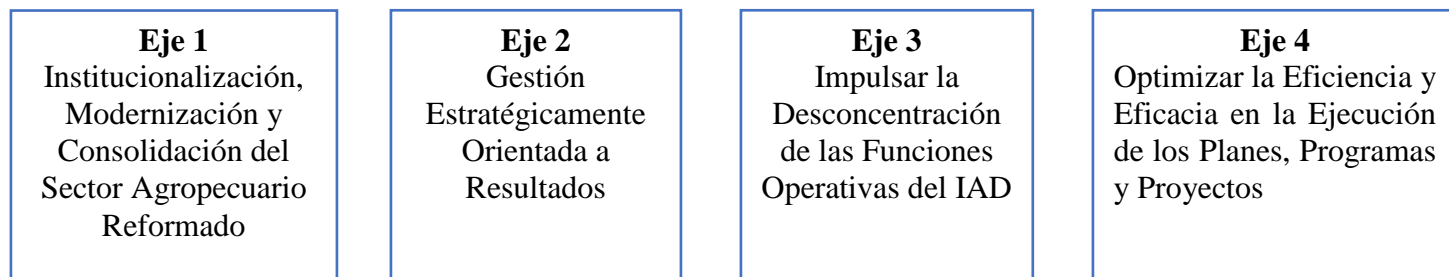 Eje 1
Institucionalización,
Modernización y
Consolidación del
Sector Agropecuario
Reformado
Eje 2
Gestión
Estratégicamente
Orientada a
Resultados
Eje 3
Impulsar la
Desconcentración
de las Funciones
Operativas del IAD
Eje 4
Optimizar la Eficiencia y
Eficacia en la Ejecución
de los Planes, Programas
y Proyectos